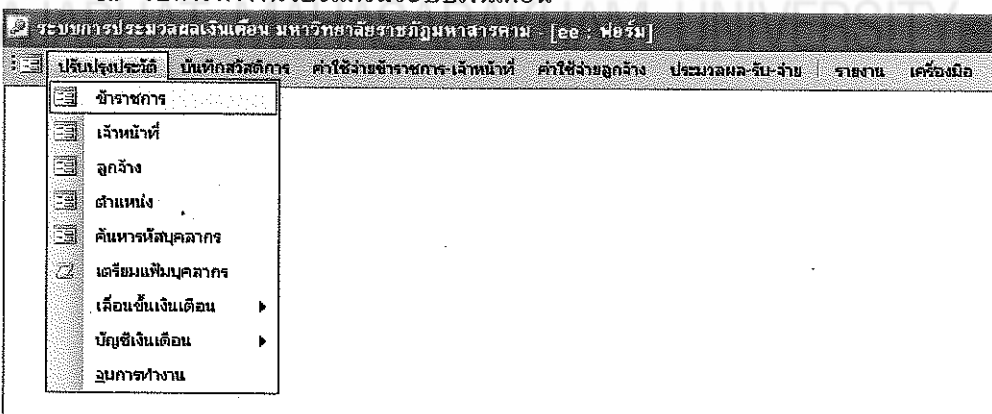 ระบบการประมวลผลเงินเดือน มหาวิทยาลัยราชภัฏมหาสารคาม - [ee : ฟอร์ม]
ปรับปรุงประวัติ บันทึกสวัสดิการ ค่าใช้จ่ายข้าราชการ-เจ้าหน้าที่ ค่าใช้จ่ายลูกจ้าง ประมวลผล-รับ-จ่าย รายงาน เครื่องมือ
ข้าราชการ
เจ้าหน้าที่
ลูกจ้าง
ตำแหน่ง
ค้นหารหัสบุคลากร
เตรียมแฟ้มบุคลากร
เลื่อนขั้นเงินเดือน
บัญชีเงินเดือน
จบการทำงาน